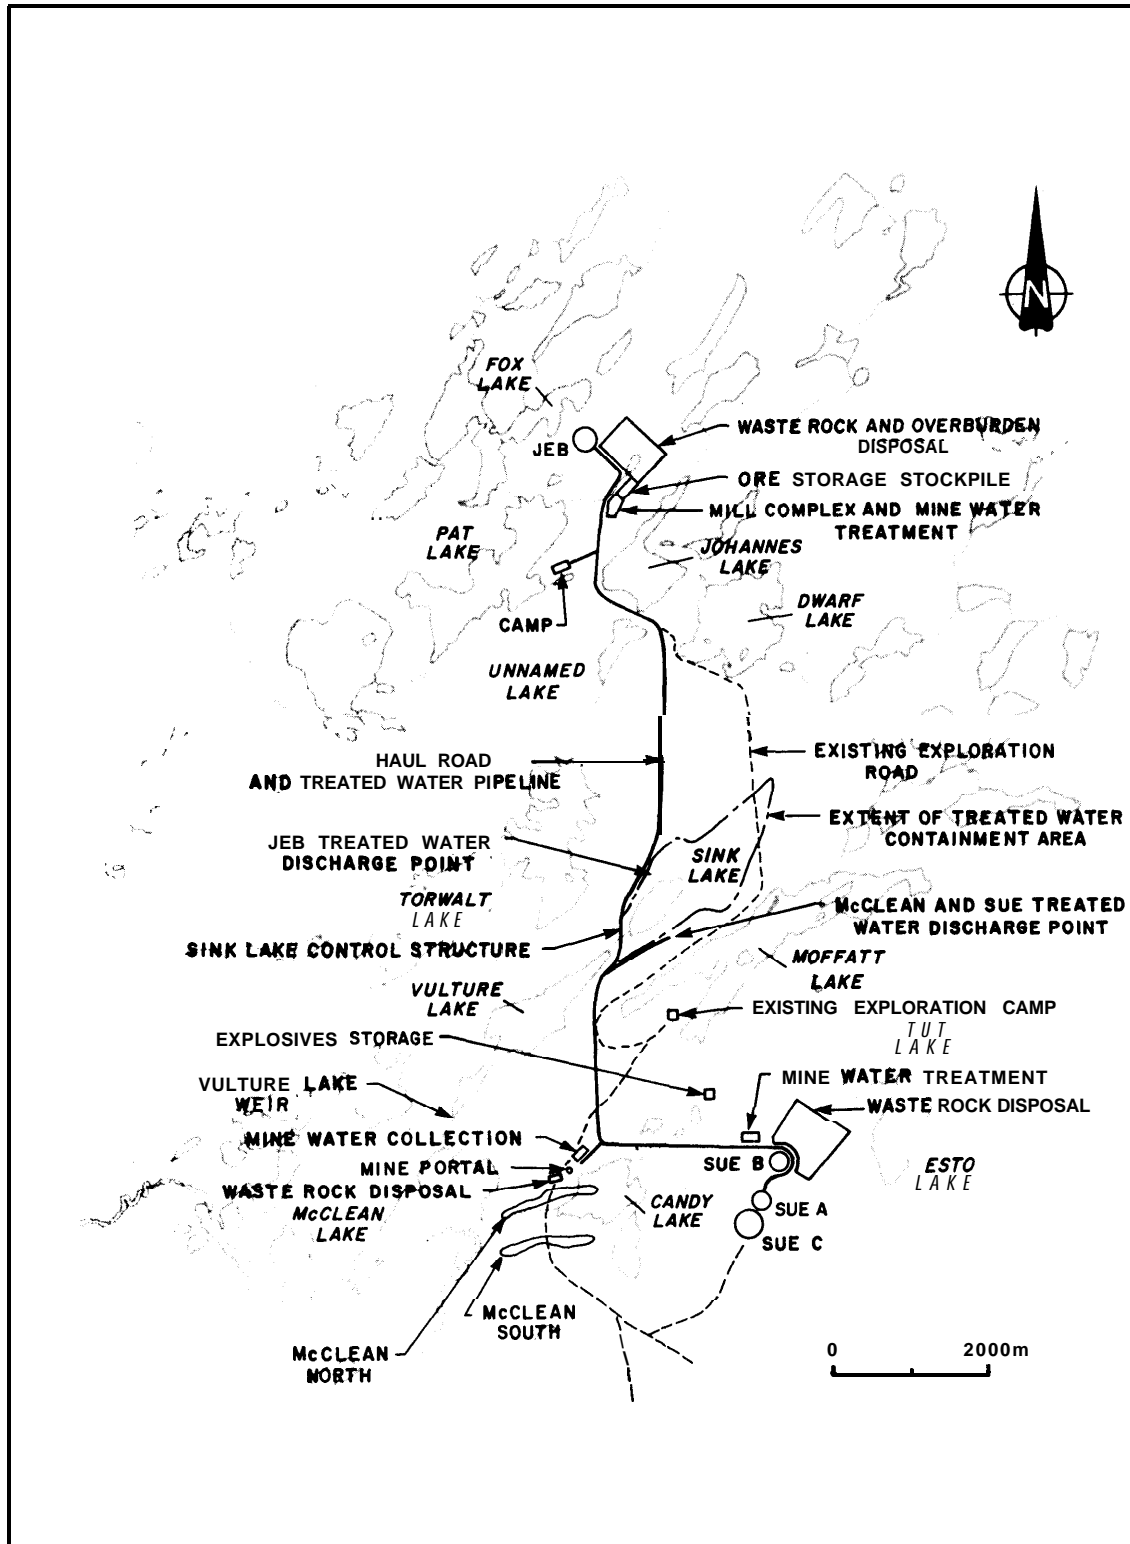 N
FOX
LAKE
JEB
WASTE ROCK AND OVERBURDEN
DISPOSAL
ORE STORAGE STOCKPILE
MILL COMPLEX AND MINE WATER
TREATMENT
PAT
LAKE
JOHANNES
LAKE
CAMP
DWARF
LAKE
UNNAMED
LAKE
HAUL ROAD
AND TREATED WATER PIPELINE
EXISTING EXPLORATION
ROAD
EXTENT OF TREATED WATER
CONTAINMENT AREA
JEB TREATED WATER
DISCHARGE POINT
SINK
LAKE
TORWALT
LAKE
McCLEAN AND SUE TREATED
WATER DISCHARGE POINT
SINK LAKE CONTROL STRUCTURE
MOFFATT
LAKE
VULTURE
LAKE
EXISTING EXPLORATION CAMP
TUT
LAKE
EXPLOSIVES STORAGE
VULTURE LAKE
WEIR
MINE WATER TREATMENT
WASTE ROCK DISPOSAL
MINE WATER COLLECTION
MINE PORTAL
WASTE ROCK DISPOSAL
SUE B
ESTO
LAKE
McCLEAN
LAKE
CANDY
LAKE
SUE A
SUE C
McCLEAN
SOUTH
McCLEAN
NORTH
0 2000m